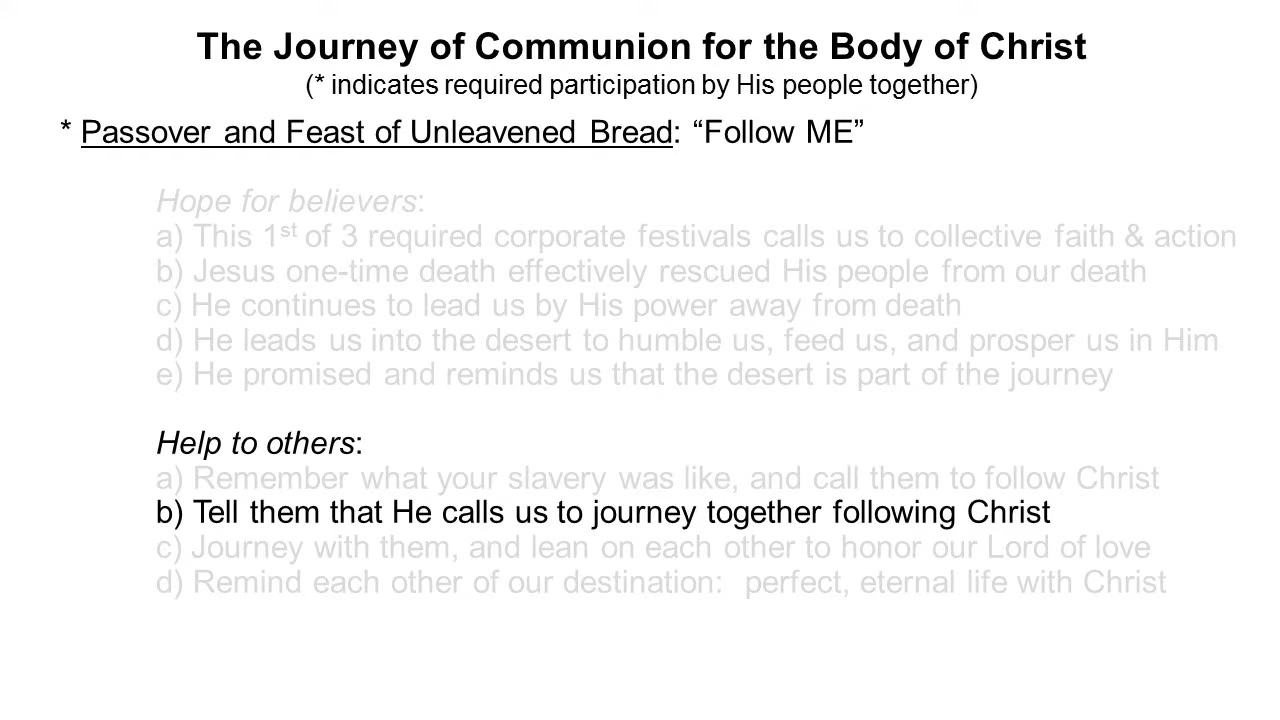 The Journey of Communion for the Body of Christ
(* indicates required participation by His people together)
* Passover and Feast of Unleavened Bread: “Follow ME”
Hope for believers:
a) This 1st of 3 required corporate festivals calls us to collective faith & action
b) Jesus one-time death effectively rescued His people from our death
c) He continues to lead us by His power away from death
d) He leads us into the desert to humble us, feed us, and prosper us in Him
e) He promised and reminds us that the desert is part of the journey
Help to others:
a) Remember what your slavery was like, and call them to follow Christ
b) Tell them that He calls us to journey together following Christ
c) Journey with them, and lean on each other to honor our Lord of love
d) Remind each other of our destination:  perfect, eternal life with Christ